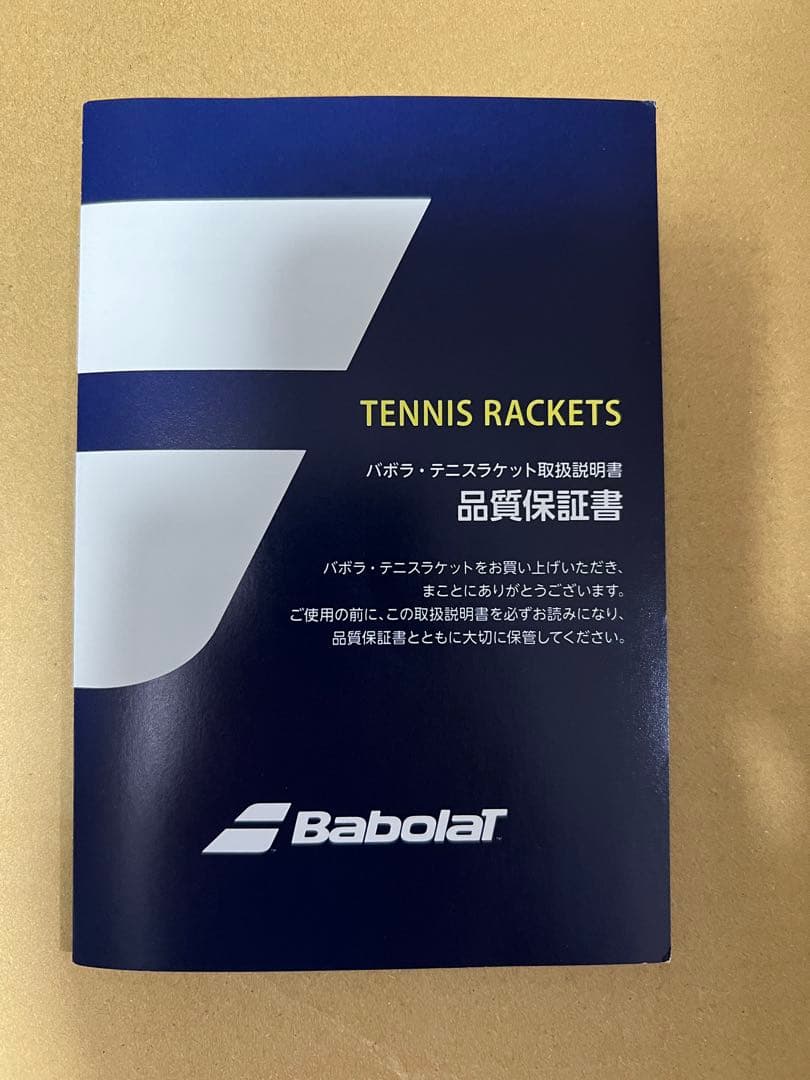 TENNIS RACKETS
バボラ・テニスラケット取扱説明書
品質保証書
バボラ・テニスラケットをお買い上げいただき、
まことにありがとうございます。
ご使用の前に、この取扱説明書を必ずお読みになり、
品質保証書とともに大切に保管してください。
BabolaT